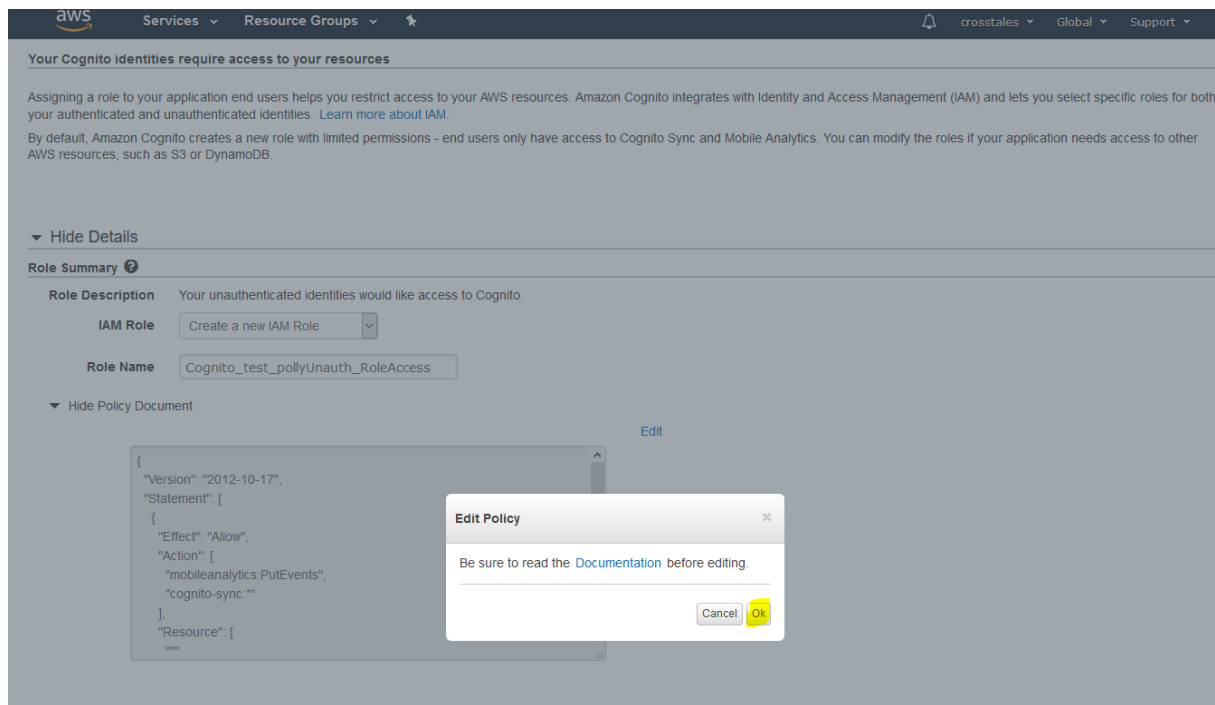 aws Services Resource Groups crosstales Global Support
Your Cognito identities require access to your resources
Assigning a role to your application end users helps you restrict access to your AWS resources. Amazon Cognito integrates with Identity and Access Management (IAM) and lets you select specific roles for both
your authenticated and unauthenticated identities. Learn more about IAM.
By default, Amazon Cognito creates a new role with limited permissions - end users only have access to Cognito Sync and Mobile Analytics. You can modify the roles if your application needs access to other
AWS resources, such as S3 or DynamoDB.
Hide Details
Role Summary ?
Role Description Your unauthenticated identities would like access to Cognito.
IAM Role Create a new IAM Role
Role Name Cognito_test_pollyUnauth_RoleAccess
Hide Policy Document
Edit
{
"Version": "2012-10-17",
"Statement": [
{
"Effect": "Allow",
"Action": [
"mobileanalytics:PutEvents",
"cognito-sync:*"
],
"Resource": [
"*"
Edit Policy ×
Be sure to read the Documentation before editing.
Cancel Ok